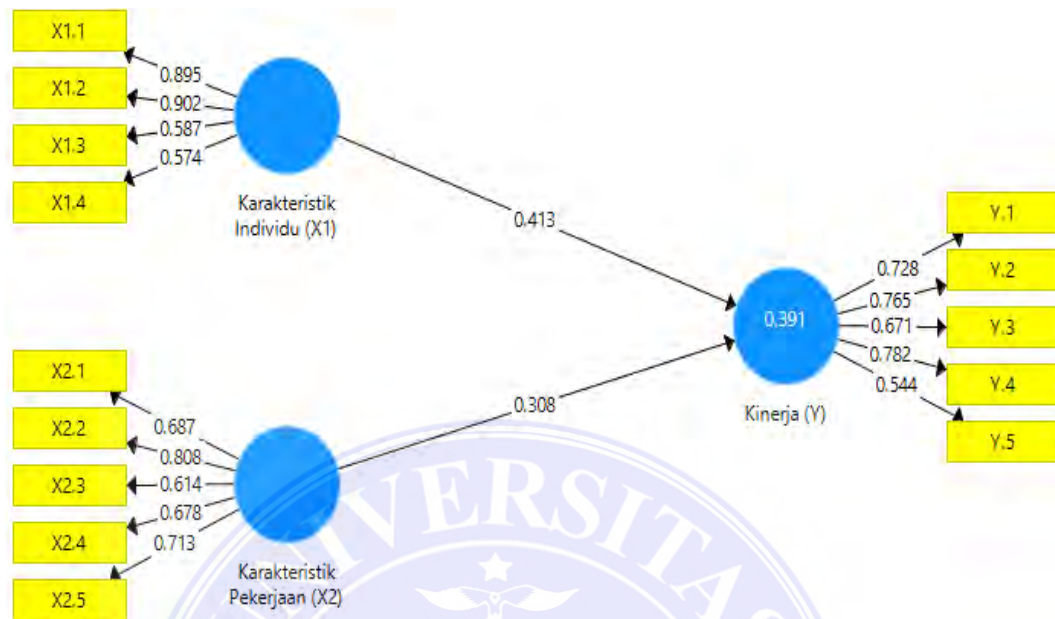 X1.1
X1.2
X1.3
X1.4
0.895
0.902
0.587
0.574
Karakteristik
Individu (X1)
0.413
X2.1
X2.2
X2.3
X2.4
X2.5
0.687
0.808
0.614
0.678
0.713
Karakteristik
Pekerjaan (X2)
0.308
0.391
Kinerja (Y)
0.728
0.765
0.671
0.782
0.544
Y.1
Y.2
Y.3
Y.4
Y.5
UNIVERSITAS